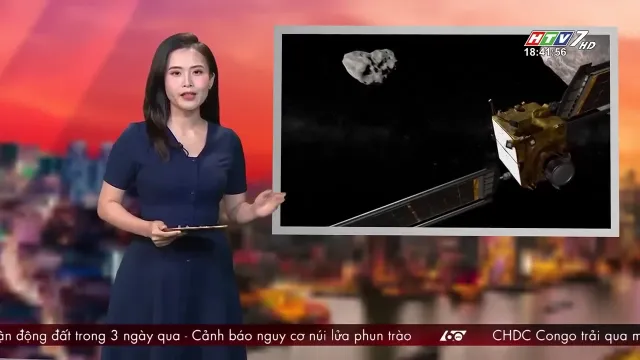 HTV7 HD
18:41:56
ận động đất trong 3 ngày qua - Cảnh báo nguy cơ núi lửa phun trào 60 CHDC Congo trải qua m